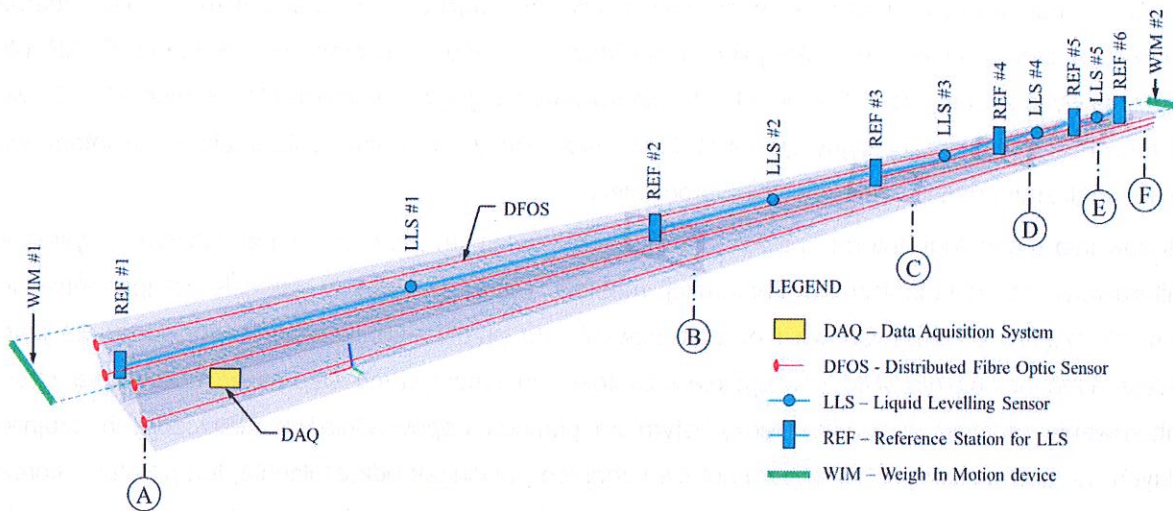 WIM #1
REF #1
LLS #1
DFOS
REF #2
LLS #2
REF #3
LLS #3
REF #4
LLS #4
REF #5
LLS #5
REF #6
WIM #2
DAQ
A
B
C
D
E
F
LEGEND
DAQ – Data Aquisition System
DFOS - Distributed Fibre Optic Sensor
LLS – Liquid Levelling Sensor
REF – Reference Station for LLS
WIM – Weigh In Motion device